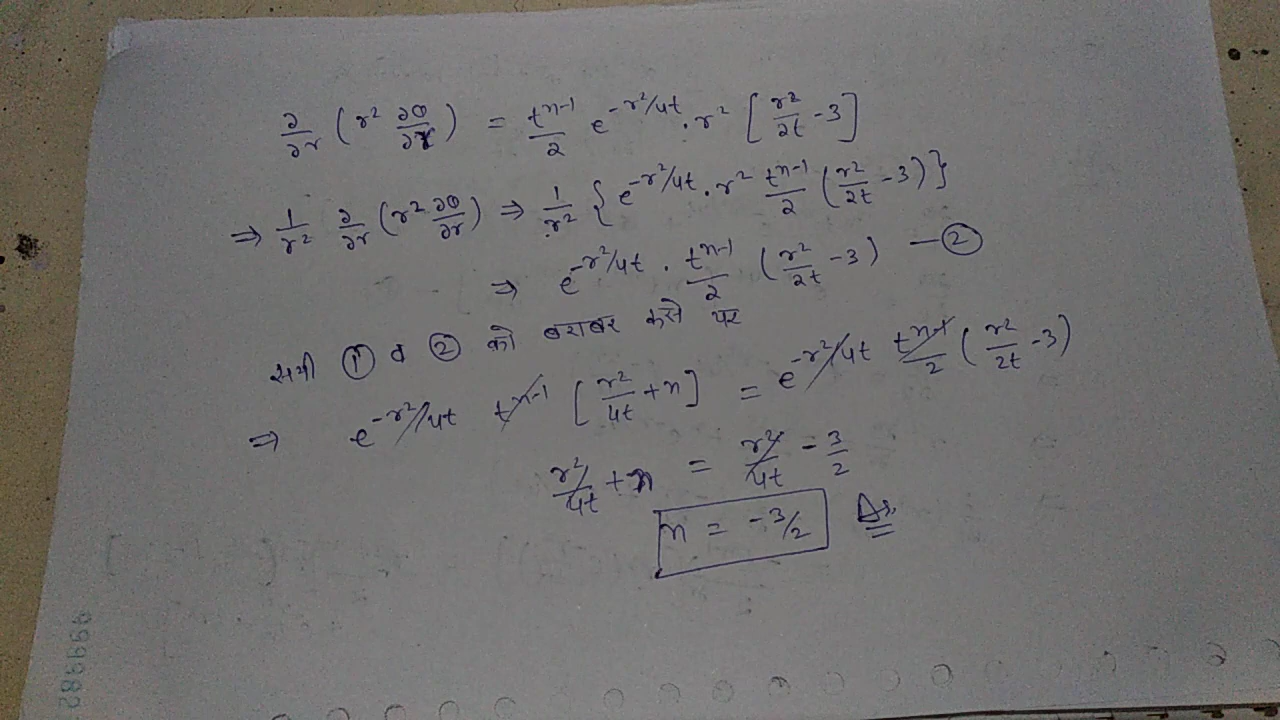 ∂/∂r (r² ∂θ/∂r) = tⁿ⁻¹/2 e^(-r²/4t) . r² [r²/2t - 3]
⇒ 1/r² ∂/∂r (r² ∂θ/∂r) ⇒ 1/r² { e^(-r²/4t) . r² tⁿ⁻¹/2 (r²/2t - 3) }
⇒ e^(-r²/4t) . tⁿ⁻¹/2 (r²/2t - 3) — ②
समी ① व ② को बराबर करने पर
⇒ e^(-r²/4t) tⁿ⁻¹ [r²/4t + n] = e^(-r²/4t) tⁿ⁻¹/2 (r²/2t - 3)
r²/4t + n = r²/4t - 3/2
n = -3/2 Ans.
999982